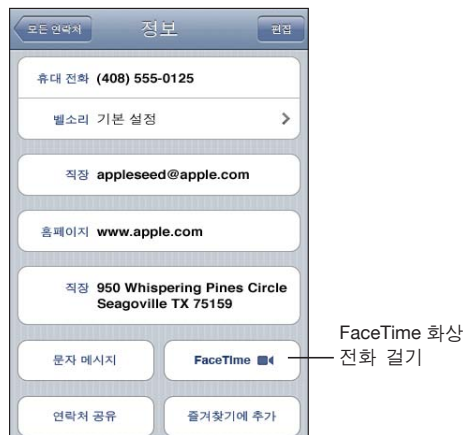 모든 연락처 정보 편집
휴대 전화 (408) 555-0125
벨소리 기본 설정
직장 appleseed@apple.com
홈페이지 www.apple.com
직장 950 Whispering Pines Circle
Seagoville TX 75159
문자 메시지 FaceTime
FaceTime 화상
전화 걸기
연락처 공유 즐겨찾기에 추가